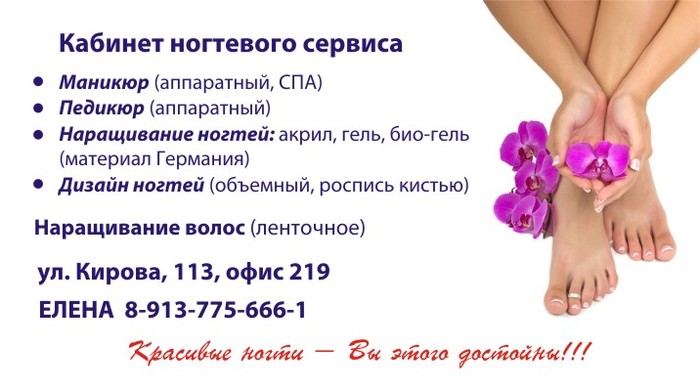 Кабинет ногтевого сервиса
• Маникюр (аппаратный, СПА)
• Педикюр (аппаратный)
• Наращивание ногтей: акрил, гель, био-гель
(материал Германия)
• Дизайн ногтей (объемный, роспись кистью)
Наращивание волос (ленточное)
ул. Кирова, 113, офис 219
ЕЛЕНА 8-913-775-666-1
Красивые ногти — Вы этого достойны!!!